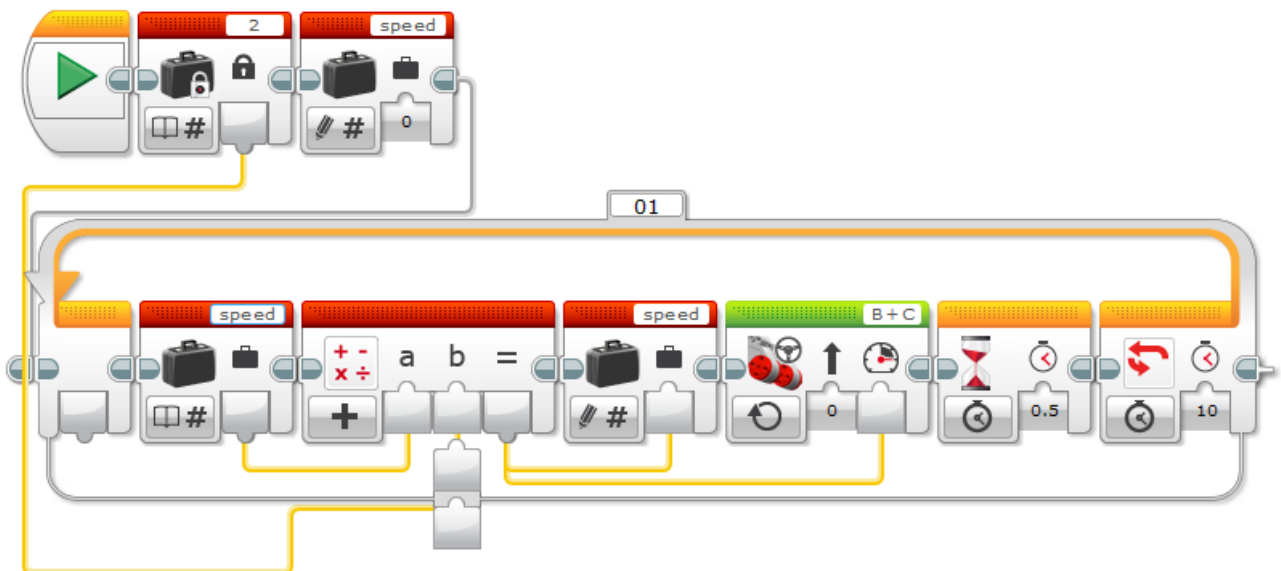 2 speed
#
# 0
01
speed speed B+C
a b =
# + # 0 0.5 10